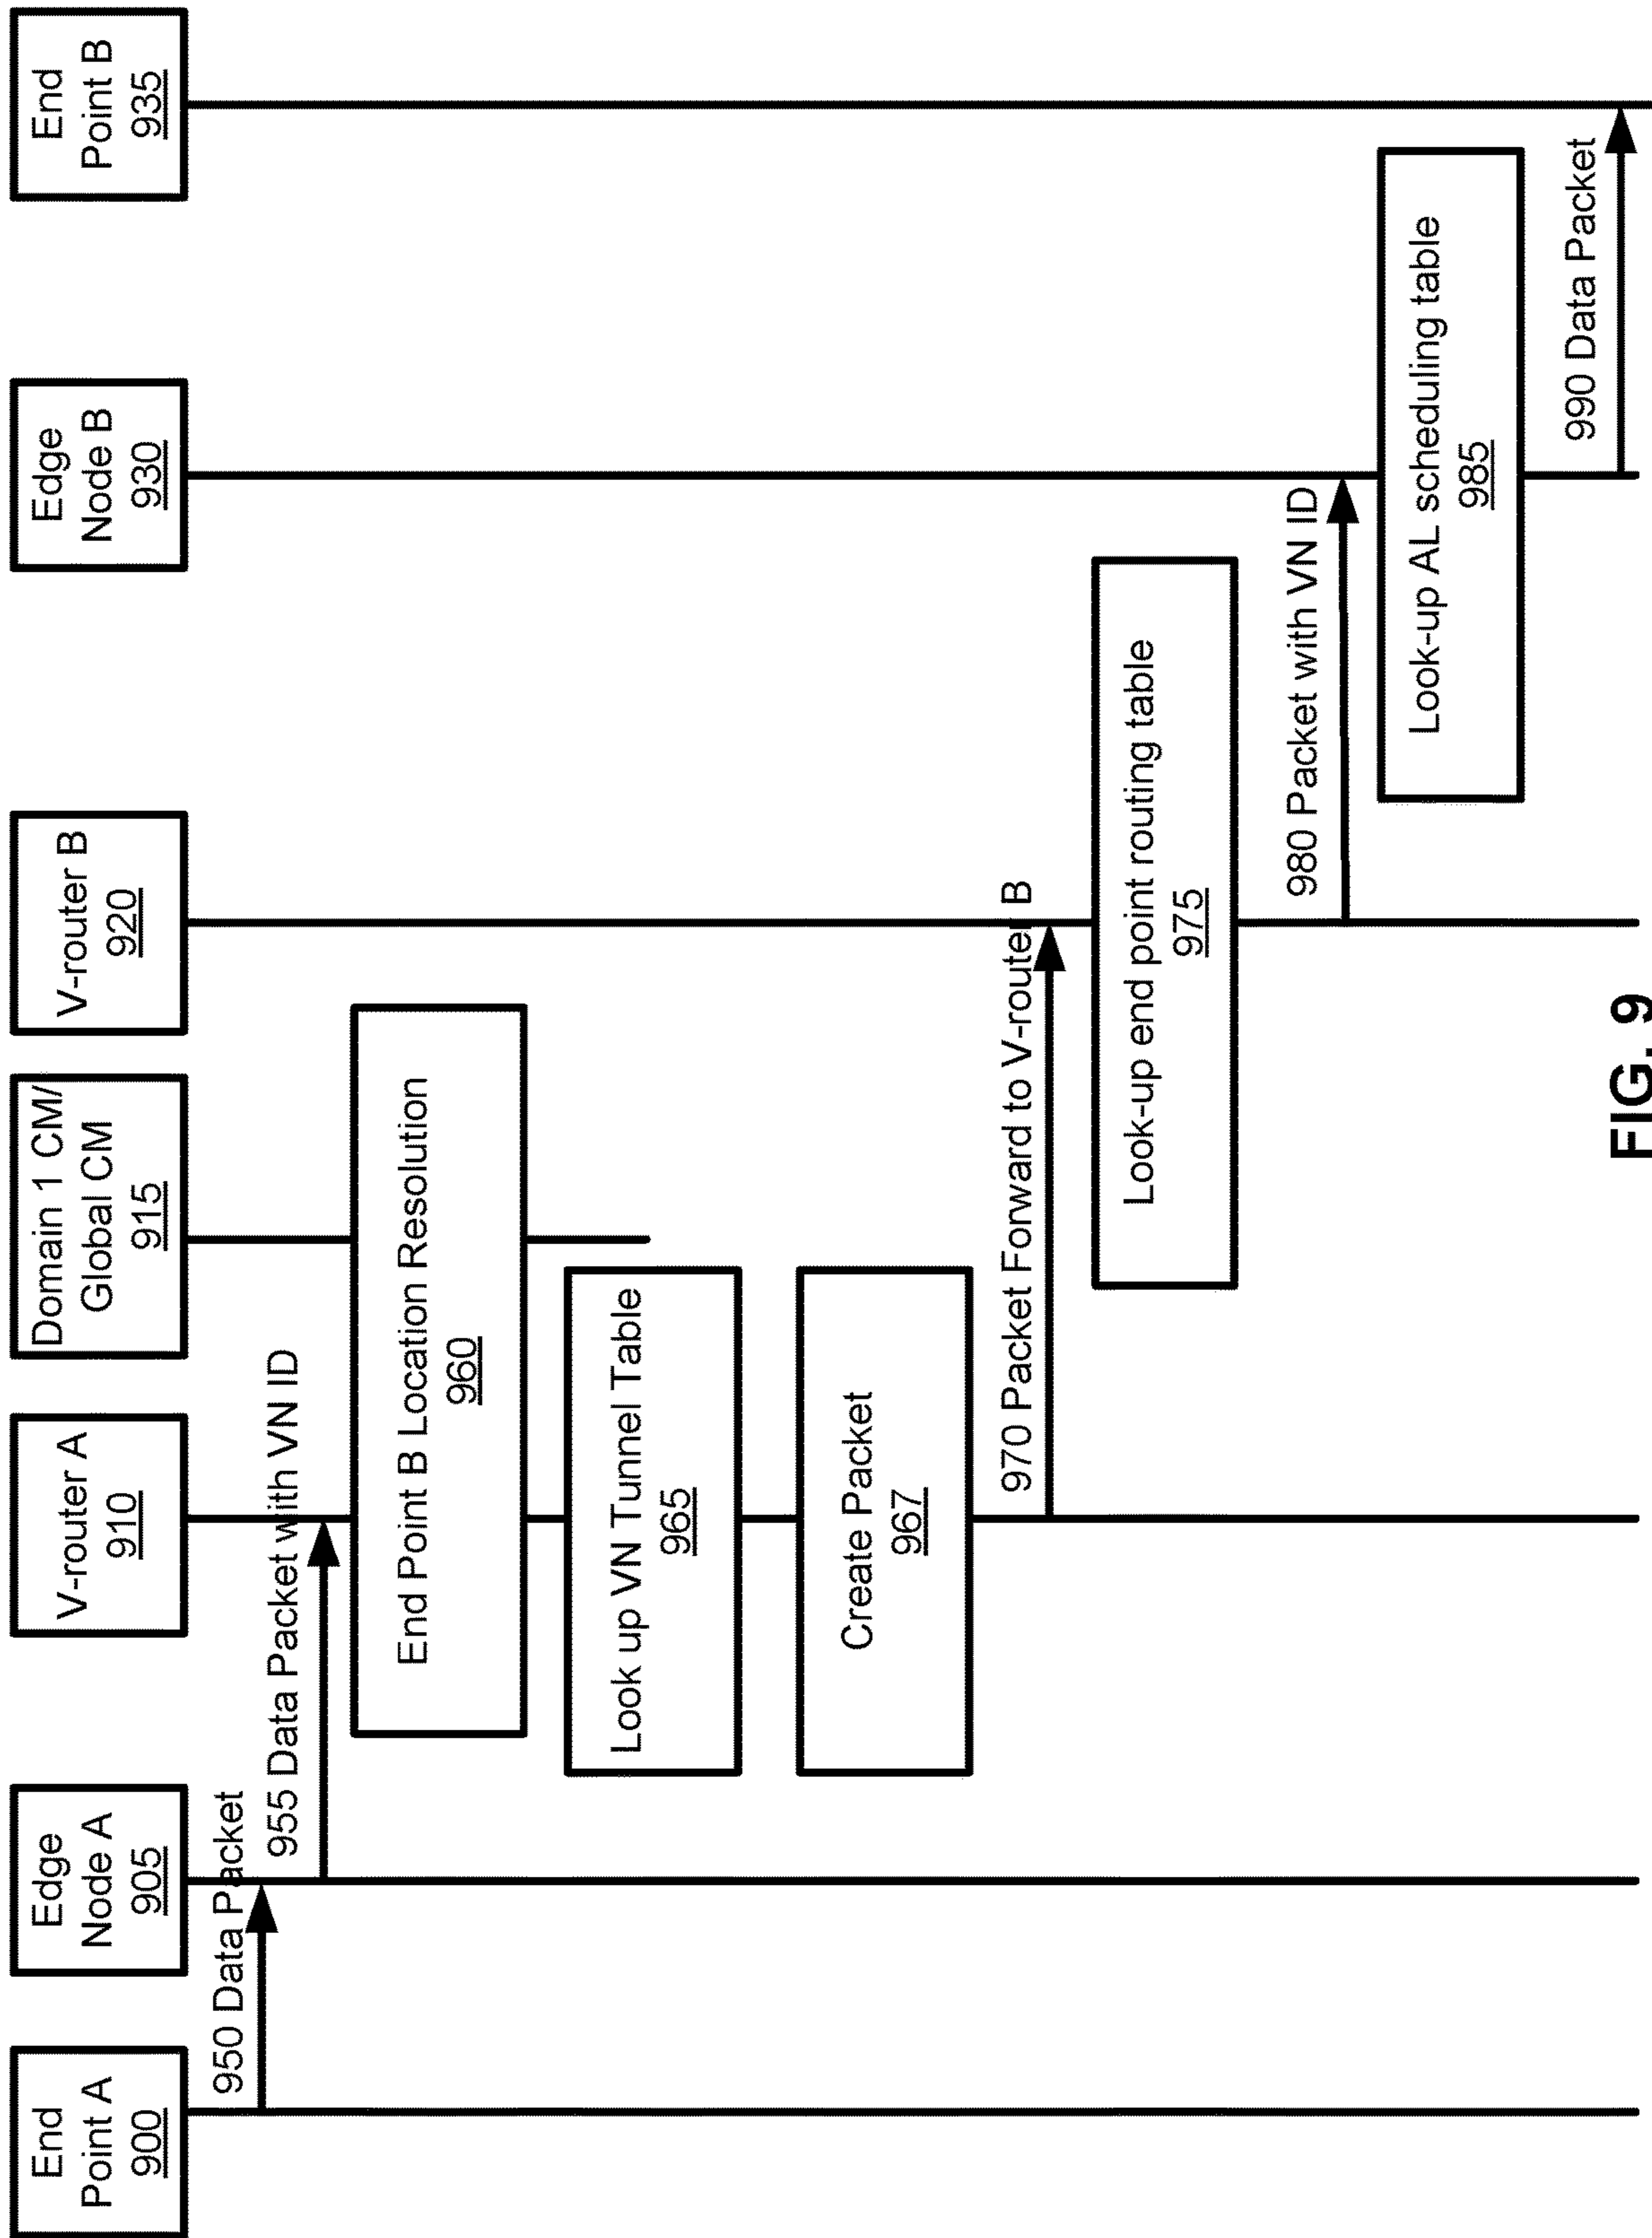 End
Point A
900
Edge
Node A
905
V-router A
910
Domain 1 CM/
Global CM
915
V-router B
920
Edge
Node B
930
End
Point B
935
950 Data Packet
955 Data Packet with VN ID
End Point B Location Resolution
960
Look up VN Tunnel Table
965
Create Packet
967
970 Packet Forward to V-router B
Look-up end point routing table
975
980 Packet with VN ID
Look-up AL scheduling table
985
990 Data Packet
FIG. 9